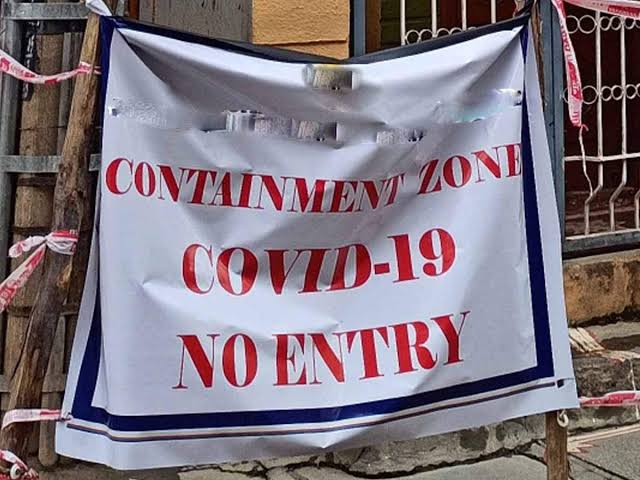 CONTAINMENT ZONE
COVID-19
NO ENTRY